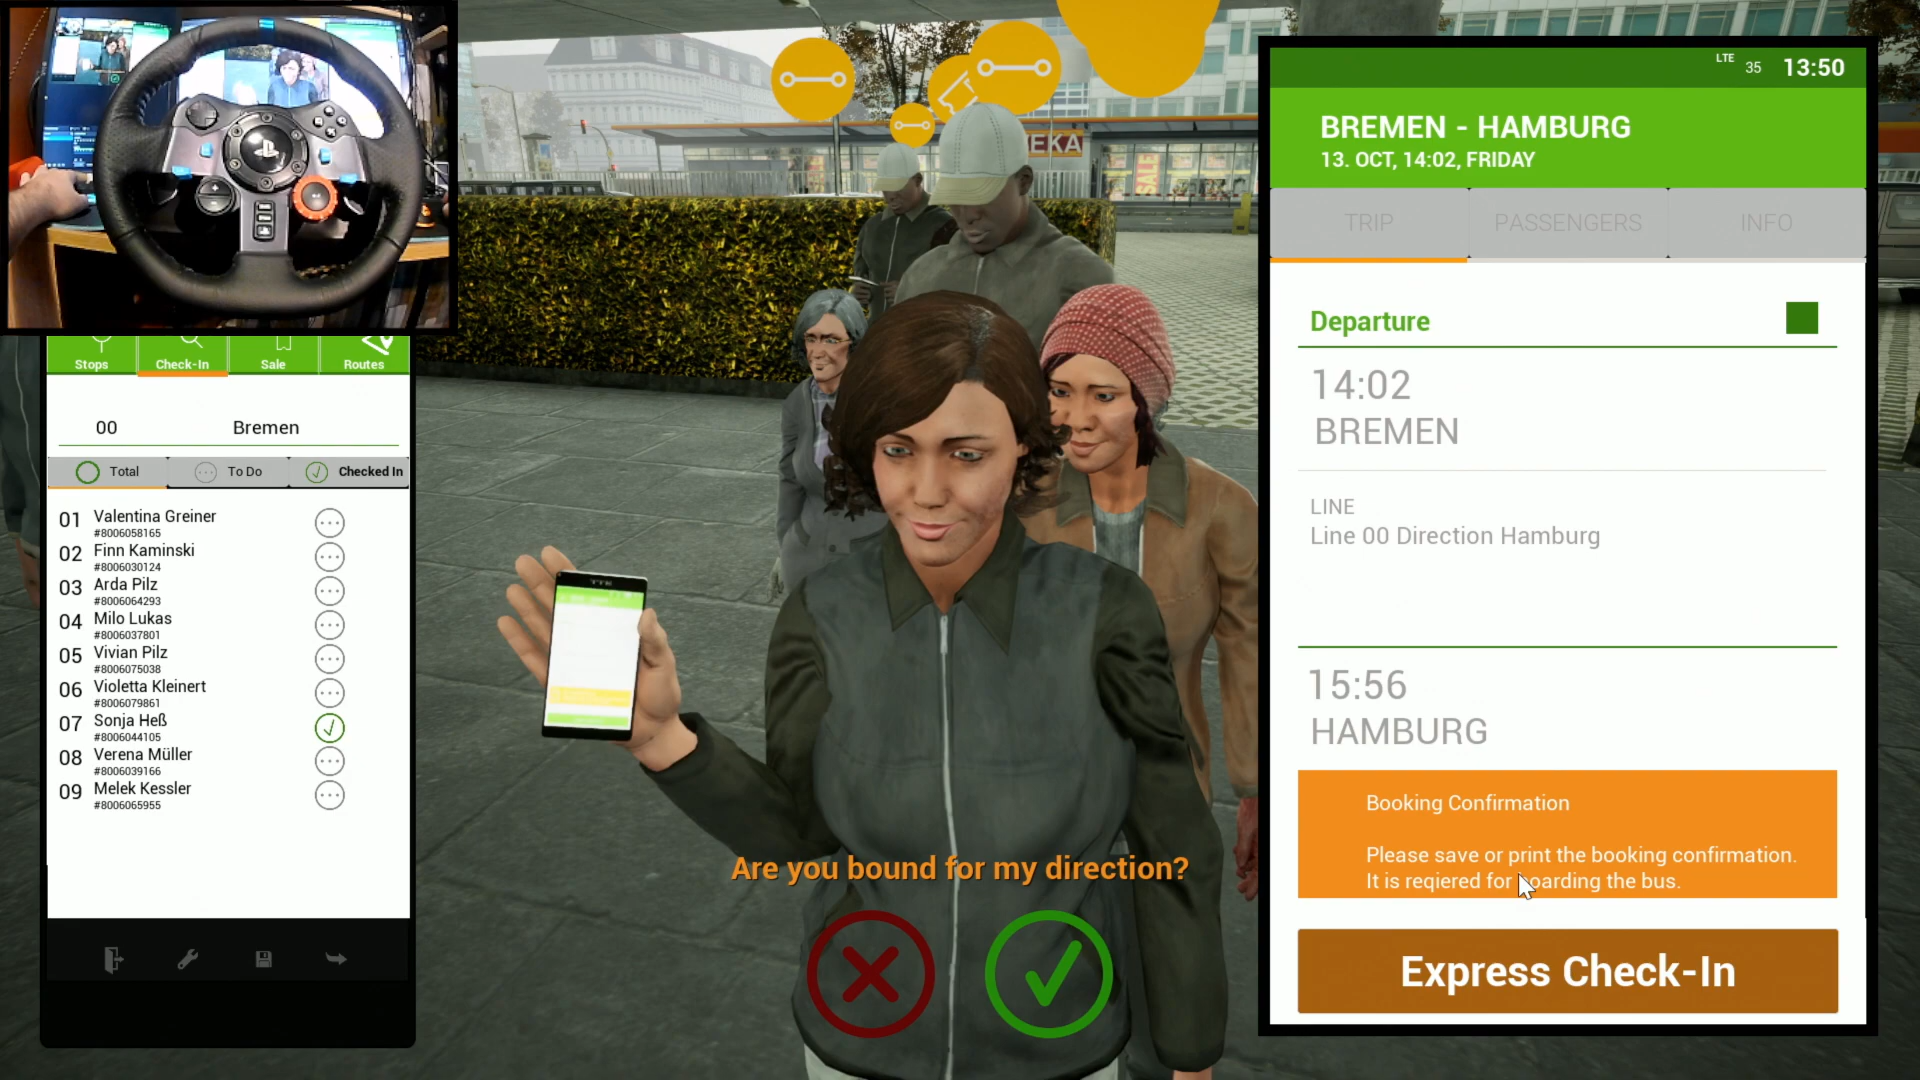 Stops
Check-In
Sale
Routes
00
Bremen
Total
To Do
Checked In
01 Valentina Greiner
#8006058165
02 Finn Kaminski
#8006030124
03 Arda Pilz
#8006064293
04 Milo Lukas
#8006037801
05 Vivian Pilz
#8006075038
06 Violetta Kleinert
#8006079861
07 Sonja Heß
#8006044105
08 Verena Müller
#8006039166
09 Melek Kessler
#8006065955
SALE
Are you bound for my direction?
LTE 35 13:50
BREMEN - HAMBURG
13. OCT, 14:02, FRIDAY
TRIP
PASSENGERS
INFO
Departure
14:02
BREMEN
LINE
Line 00 Direction Hamburg
15:56
HAMBURG
Booking Confirmation
Please save or print the booking confirmation.
It is reqiered for boarding the bus.
Express Check-In